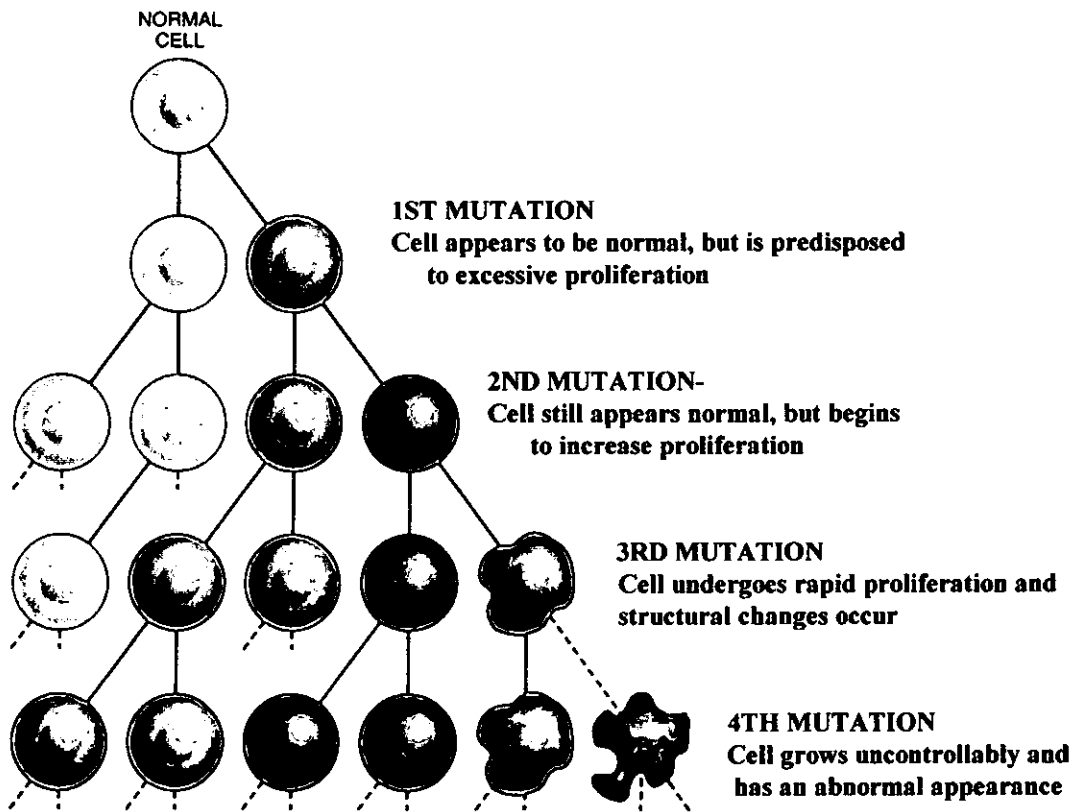 NORMAL
CELL
1ST MUTATION
Cell appears to be normal, but is predisposed
to excessive proliferation
2ND MUTATION-
Cell still appears normal, but begins
to increase proliferation
3RD MUTATION
Cell undergoes rapid proliferation and
structural changes occur
4TH MUTATION
Cell grows uncontrollably and
has an abnormal appearance